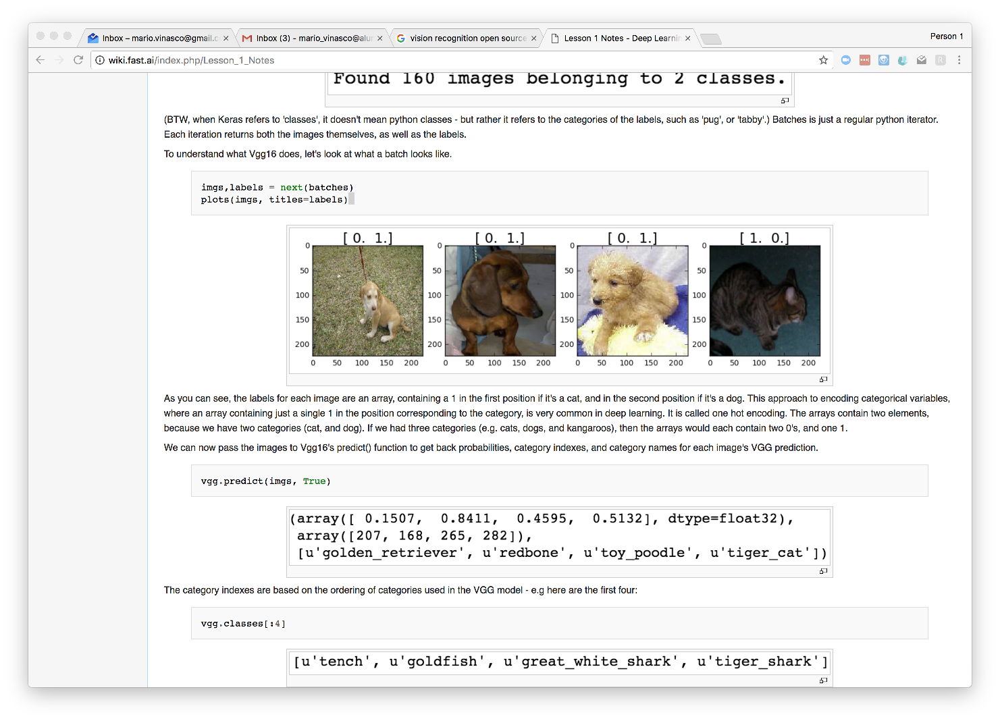 Inbox – mario.vinasco@gmail.c
Inbox (3) - mario_vinasco@alur
vision recognition open source
Lesson 1 Notes - Deep Learnin
Person 1
wiki.fast.ai/index.php/Lesson_1_Notes
Found 160 images belonging to 2 classes.
(BTW, when Keras refers to 'classes', it doesn't mean python classes - but rather it refers to the categories of the labels, such as 'pug', or 'tabby'.) Batches is just a regular python iterator.
Each iteration returns both the images themselves, as well as the labels.
To understand what Vgg16 does, let's look at what a batch looks like.
imgs,labels = next(batches)
plots(imgs, titles=labels)
[ 0. 1.] [ 0. 1.] [ 0. 1.] [ 1. 0.]
0 0 0 0
50 50 50 50
100 100 100 100
150 150 150 150
200 200 200 200
0 50 100 150 200 0 50 100 150 200 0 50 100 150 200 0 50 100 150 200
As you can see, the labels for each image are an array, containing a 1 in the first position if it's a cat, and in the second position if it's a dog. This approach to encoding categorical variables,
where an array containing just a single 1 in the position corresponding to the category, is very common in deep learning. It is called one hot encoding. The arrays contain two elements,
because we have two categories (cat, and dog). If we had three categories (e.g. cats, dogs, and kangaroos), then the arrays would each contain two 0's, and one 1.
We can now pass the images to Vgg16's predict() function to get back probabilities, category indexes, and category names for each image's VGG prediction.
vgg.predict(imgs, True)
(array([ 0.1507, 0.8411, 0.4595, 0.5132], dtype=float32),
array([207, 168, 265, 282]),
[u'golden_retriever', u'redbone', u'toy_poodle', u'tiger_cat'])
The category indexes are based on the ordering of categories used in the VGG model - e.g here are the first four:
vgg.classes[:4]
[u'tench', u'goldfish', u'great_white_shark', u'tiger_shark']